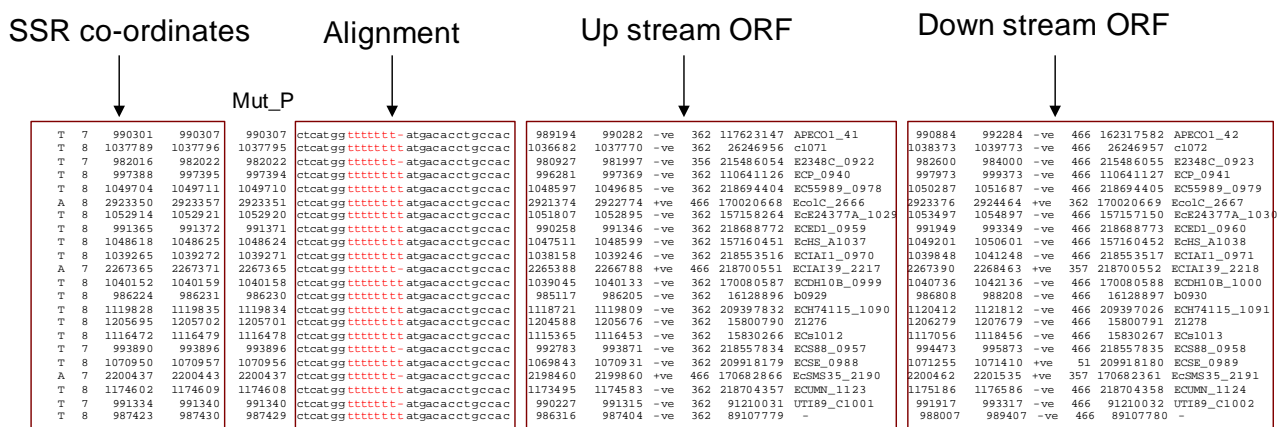 SSR co-ordinates Alignment Up stream ORF Down stream ORF
Mut_P
T 7 990301 990307 990307 ctcatggttttttt-atgacacctgccac 989194 990282 -ve 362 117623147 APECO1_41 990884 992284 -ve 466 162317582 APECO1_42
T 8 1037789 1037796 1037795 ctcatggttttttttatgacacctgccac 1036682 1037770 -ve 362 26246956 c1071 1038373 1039773 -ve 466 26246957 c1072
T 7 982016 982022 982022 ctcatggttttttt-atgacacctgccac 980927 981997 -ve 356 215486054 E2348C_0922 982600 984000 -ve 466 215486055 E2348C_0923
T 8 997388 997395 997394 ctcatggttttttttatgacacctgccac 996281 997369 -ve 362 110641126 ECP_0940 997973 999373 -ve 466 110641127 ECP_0941
T 8 1049704 1049711 1049710 ctcatggttttttttatgacacctgccac 1048597 1049685 -ve 362 218694404 EC55989_0978 1050287 1051687 -ve 466 218694405 EC55989_0979
A 8 2923350 2923357 2923351 ctcatggttttttttatgacacctgccac 2921374 2922774 +ve 466 170020668 EcolC_2666 2923376 2924464 +ve 362 170020669 EcolC_2667
T 8 1052914 1052921 1052920 ctcatggttttttttatgacacctgccac 1051807 1052895 -ve 362 157158264 EcE24377A_1029 1053497 1054897 -ve 466 157157150 EcE24377A_1030
T 8 991365 991372 991371 ctcatggttttttttatgacacctgccac 990258 991346 -ve 362 218688772 ECED1_0959 991949 993349 -ve 466 218688773 ECED1_0960
T 8 1048618 1048625 1048624 ctcatggttttttttatgacacctgccac 1047511 1048599 -ve 362 157160451 EcHS_A1037 1049201 1050601 -ve 466 157160452 EcHS_A1038
T 8 1039265 1039272 1039271 ctcatggttttttttatgacacctgccac 1038158 1039246 -ve 362 218553516 ECIAI1_0970 1039848 1041248 -ve 466 218553517 ECIAI1_0971
A 7 2267365 2267371 2267365 ctcatggttttttt-atgacacctgccac 2265388 2266788 +ve 466 218700551 ECIAI39_2217 2267390 2268463 +ve 357 218700552 ECIAI39_2218
T 8 1040152 1040159 1040158 ctcatggttttttttatgacacctgccac 1039045 1040133 -ve 362 170080587 ECDH10B_0999 1040736 1042136 -ve 466 170080588 ECDH10B_1000
T 8 986224 986231 986230 ctcatggttttttttatgacacctgccac 985117 986205 -ve 362 16128896 b0929 986808 988208 -ve 466 16128897 b0930
T 8 1119828 1119835 1119834 ctcatggttttttttatgacacctgccac 1118721 1119809 -ve 362 209397832 ECH74115_1090 1120412 1121812 -ve 466 209397026 ECH74115_1091
T 8 1205695 1205702 1205701 ctcatggttttttttatgacacctgccac 1204588 1205676 -ve 362 15800790 Z1276 1206279 1207679 -ve 466 15800791 Z1278
T 8 1116472 1116479 1116478 ctcatggttttttttatgacacctgccac 1115365 1116453 -ve 362 15830266 ECs1012 1117056 1118456 -ve 466 15830267 ECs1013
T 7 993890 993896 993896 ctcatggttttttt-atgacacctgccac 992783 993871 -ve 362 218557834 ECS88_0957 994473 995873 -ve 466 218557835 ECS88_0958
T 8 1070950 1070957 1070956 ctcatggttttttttatgacacctgccac 1069843 1070931 -ve 362 209918179 ECSE_0988 1071255 1071410 +ve 51 209918180 ECSE_0989
A 7 2200437 2200443 2200437 ctcatggttttttt-atgacacctgccac 2198460 2199860 +ve 466 170682866 EcSMS35_2190 2200462 2201535 +ve 357 170682361 EcSMS35_2191
T 8 1174602 1174609 1174608 ctcatggttttttttatgacacctgccac 1173495 1174583 -ve 362 218704357 ECUMN_1123 1175186 1176586 -ve 466 218704358 ECUMN_1124
T 7 991334 991340 991340 ctcatggttttttt-atgacacctgccac 990227 991315 -ve 362 91210031 UTI89_C1001 991917 993317 -ve 466 91210032 UTI89_C1002
T 8 987423 987430 987429 ctcatggttttttttatgacacctgccac 986316 987404 -ve 362 89107779 - 988007 989407 -ve 466 89107780 -